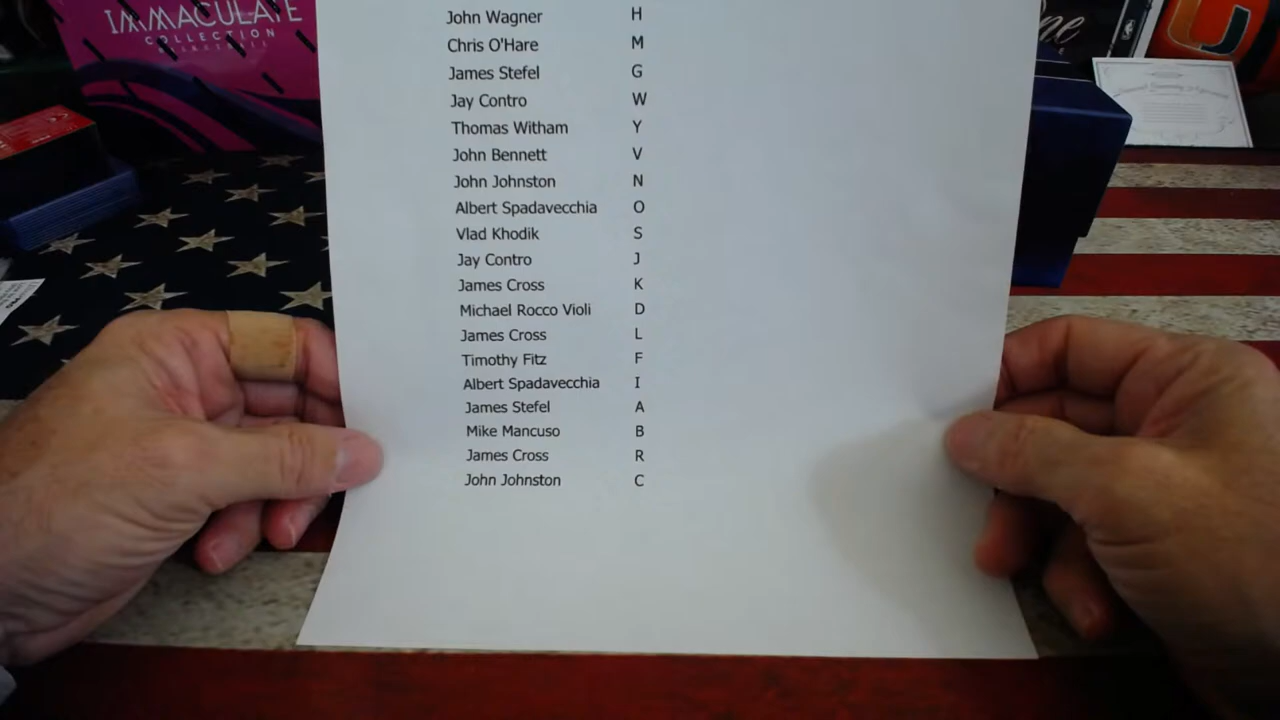 IMMACULATE
COLLECTION
John Wagner H
Chris O'Hare M
James Stefel G
Jay Contro W
Thomas Witham Y
John Bennett V
John Johnston N
Albert Spadavecchia O
Vlad Khodik S
Jay Contro J
James Cross K
Michael Rocco Violi D
James Cross L
Timothy Fitz F
Albert Spadavecchia I
James Stefel A
Mike Mancuso B
James Cross R
John Johnston C